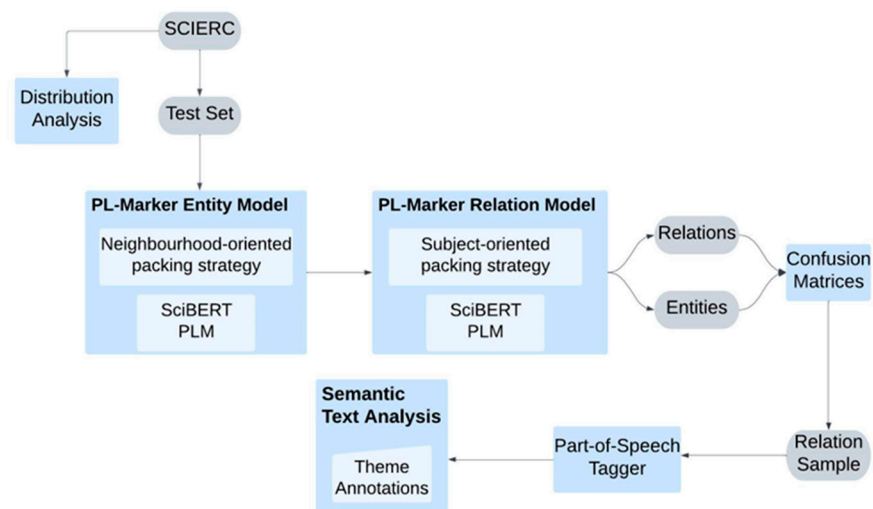 SCIERC
Distribution
Analysis
Test Set
PL-Marker Entity Model
Neighbourhood-oriented
packing strategy
SciBERT
PLM
PL-Marker Relation Model
Subject-oriented
packing strategy
SciBERT
PLM
Relations
Entities
Confusion
Matrices
Relation
Sample
Part-of-Speech
Tagger
Semantic
Text Analysis
Theme
Annotations